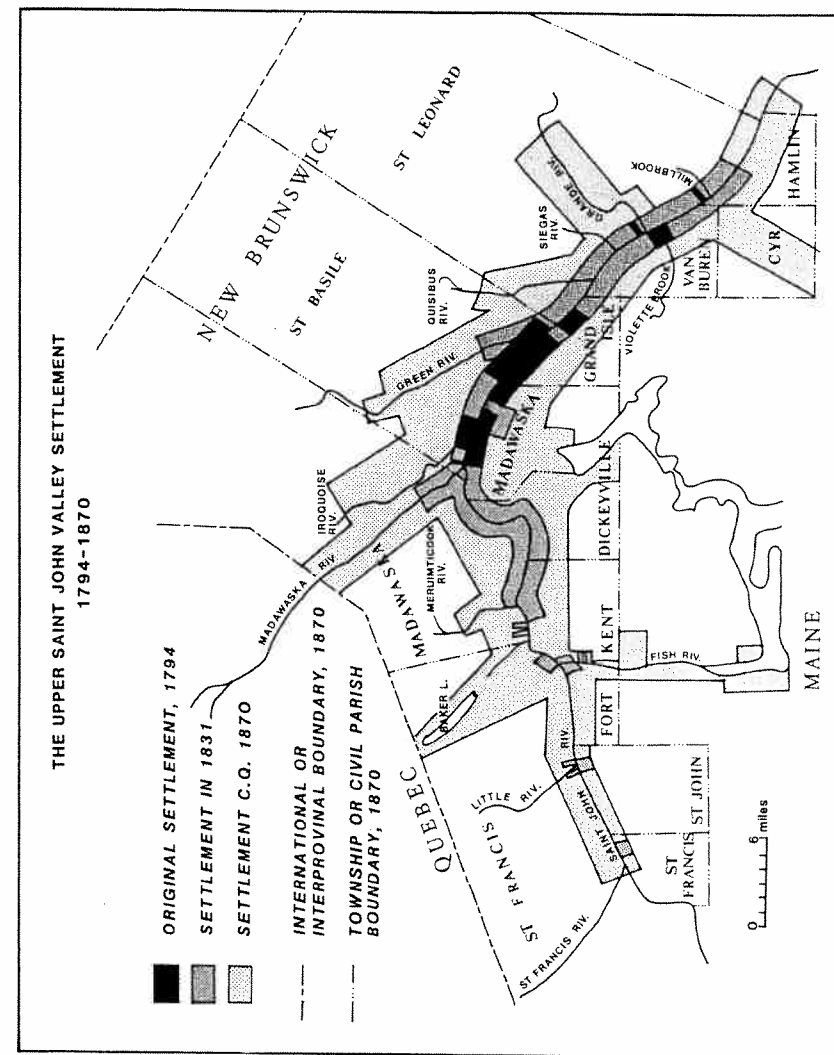 THE UPPER SAINT JOHN VALLEY SETTLEMENT
1794-1870
ORIGINAL SETTLEMENT, 1794
SETTLEMENT IN 1831
SETTLEMENT C.Q. 1870
INTERNATIONAL OR
INTERPROVINAL BOUNDARY, 1870
TOWNSHIP OR CIVIL PARISH
BOUNDARY, 1870
NEW BRUNSWICK
ST LEONARD
ST BASILE
QUEBEC
MADAWASKA RIV.
IROQUOISE
RIV.
MADAWASKA
MERUIMTICOOK
RIV.
BAKER L.
GREEN RIV.
QUISIBUS
RIV.
SIEGAS
RIV.
GRANDE RIV.
MILLBROOK
ST FRANCIS
LITTLE RIV.
ST FRANCIS RIV.
SAINT JOHN RIV.
ST
FRANCIS
ST JOHN
FORT KENT
FISH RIV.
DICKEYVILLE
MADAWASKA
GRAND
ISLE
VIOLETTE BROOK
VAN
BURE
CYR
HAMLIN
MAINE
0 6 miles